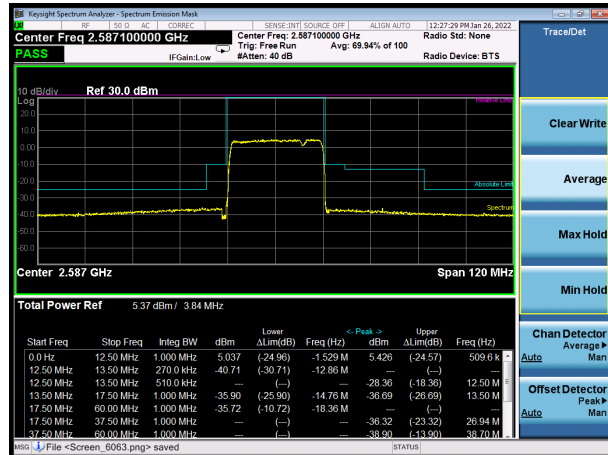 Keysight Spectrum Analyzer - Spectrum Emission Mask
RF 50 Ω AC CORREC SENSE:INT SOURCE OFF ALIGN AUTO 12:27:29 PM Jan 26, 2022
Center Freq 2.587100000 GHz
Center Freq: 2.587100000 GHz Radio Std: None
Trig: Free Run Avg: 69.94% of 100
PASS IFGain:Low #Atten: 40 dB Radio Device: BTS
10 dB/div Ref 30.0 dBm
Log
Relative Limit
20.0
10.0
0.00
-10.0
-20.0
Absolute Limit
-30.0
Spectrum
-40.0
-50.0
-60.0
Center 2.587 GHz Span 120 MHz
Total Power Ref 5.37 dBm / 3.84 MHz
Lower <- Peak -> Upper
Start Freq Stop Freq Integ BW dBm ΔLim(dB) Freq (Hz) dBm ΔLim(dB) Freq (Hz)
0.0 Hz 12.50 MHz 1.000 MHz 5.037 (-24.96) -1.529 M 5.426 (-24.57) 509.6 k
12.50 MHz 13.50 MHz 270.0 kHz -40.71 (-30.71) -12.86 M --- (---)
12.50 MHz 13.50 MHz 510.0 kHz --- (---) -28.36 (-18.36) 12.50 M
13.50 MHz 17.50 MHz 1.000 MHz -35.90 (-25.90) -14.76 M -36.69 (-26.69) 13.50 M
17.50 MHz 60.00 MHz 1.000 MHz -35.72 (-10.72) -18.36 M --- (---)
17.50 MHz 37.50 MHz 1.000 MHz --- (---) -36.32 (-23.32) 26.94 M
37.50 MHz 60.00 MHz 1.000 MHz --- (---) -38.90 (-13.90) 38.70 M
MSG File <Screen_6063.png> saved STATUS
Trace/Det
Clear Write
Average
Max Hold
Min Hold
Chan Detector
Average
Auto Man
Offset Detector
Peak
Auto Man